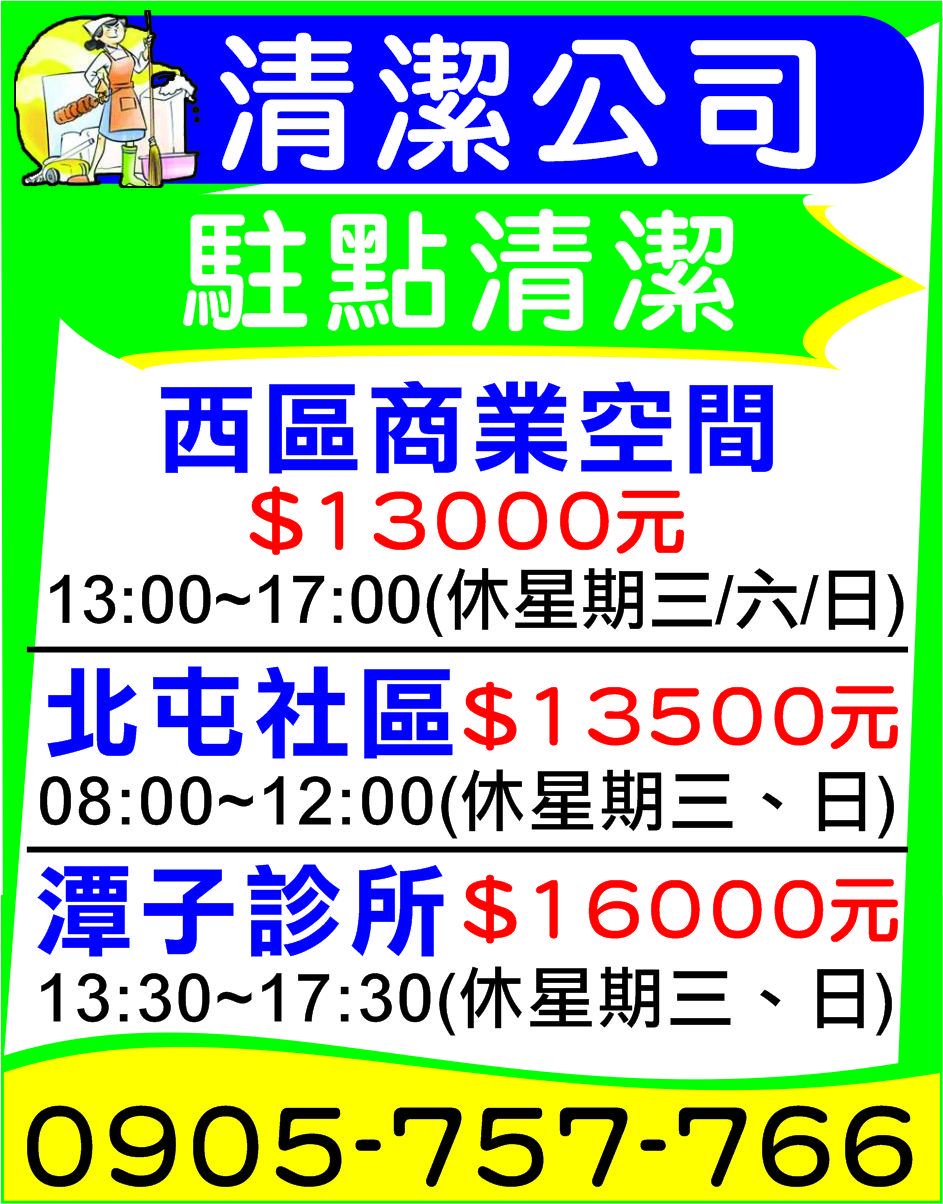 清潔公司
駐點清潔
西區商業空間
$13000元
13:00~17:00(休星期三/六/日)
北屯社區$13500元
08:00~12:00(休星期三、日)
潭子診所$16000元
13:30~17:30(休星期三、日)
0905-757-766